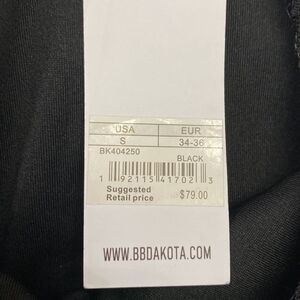 USA EUR
S 34-36
BK404250
BLACK
1 92115 41702 3
Suggested
Retail price $79.00
WWW.BBDAKOTA.COM